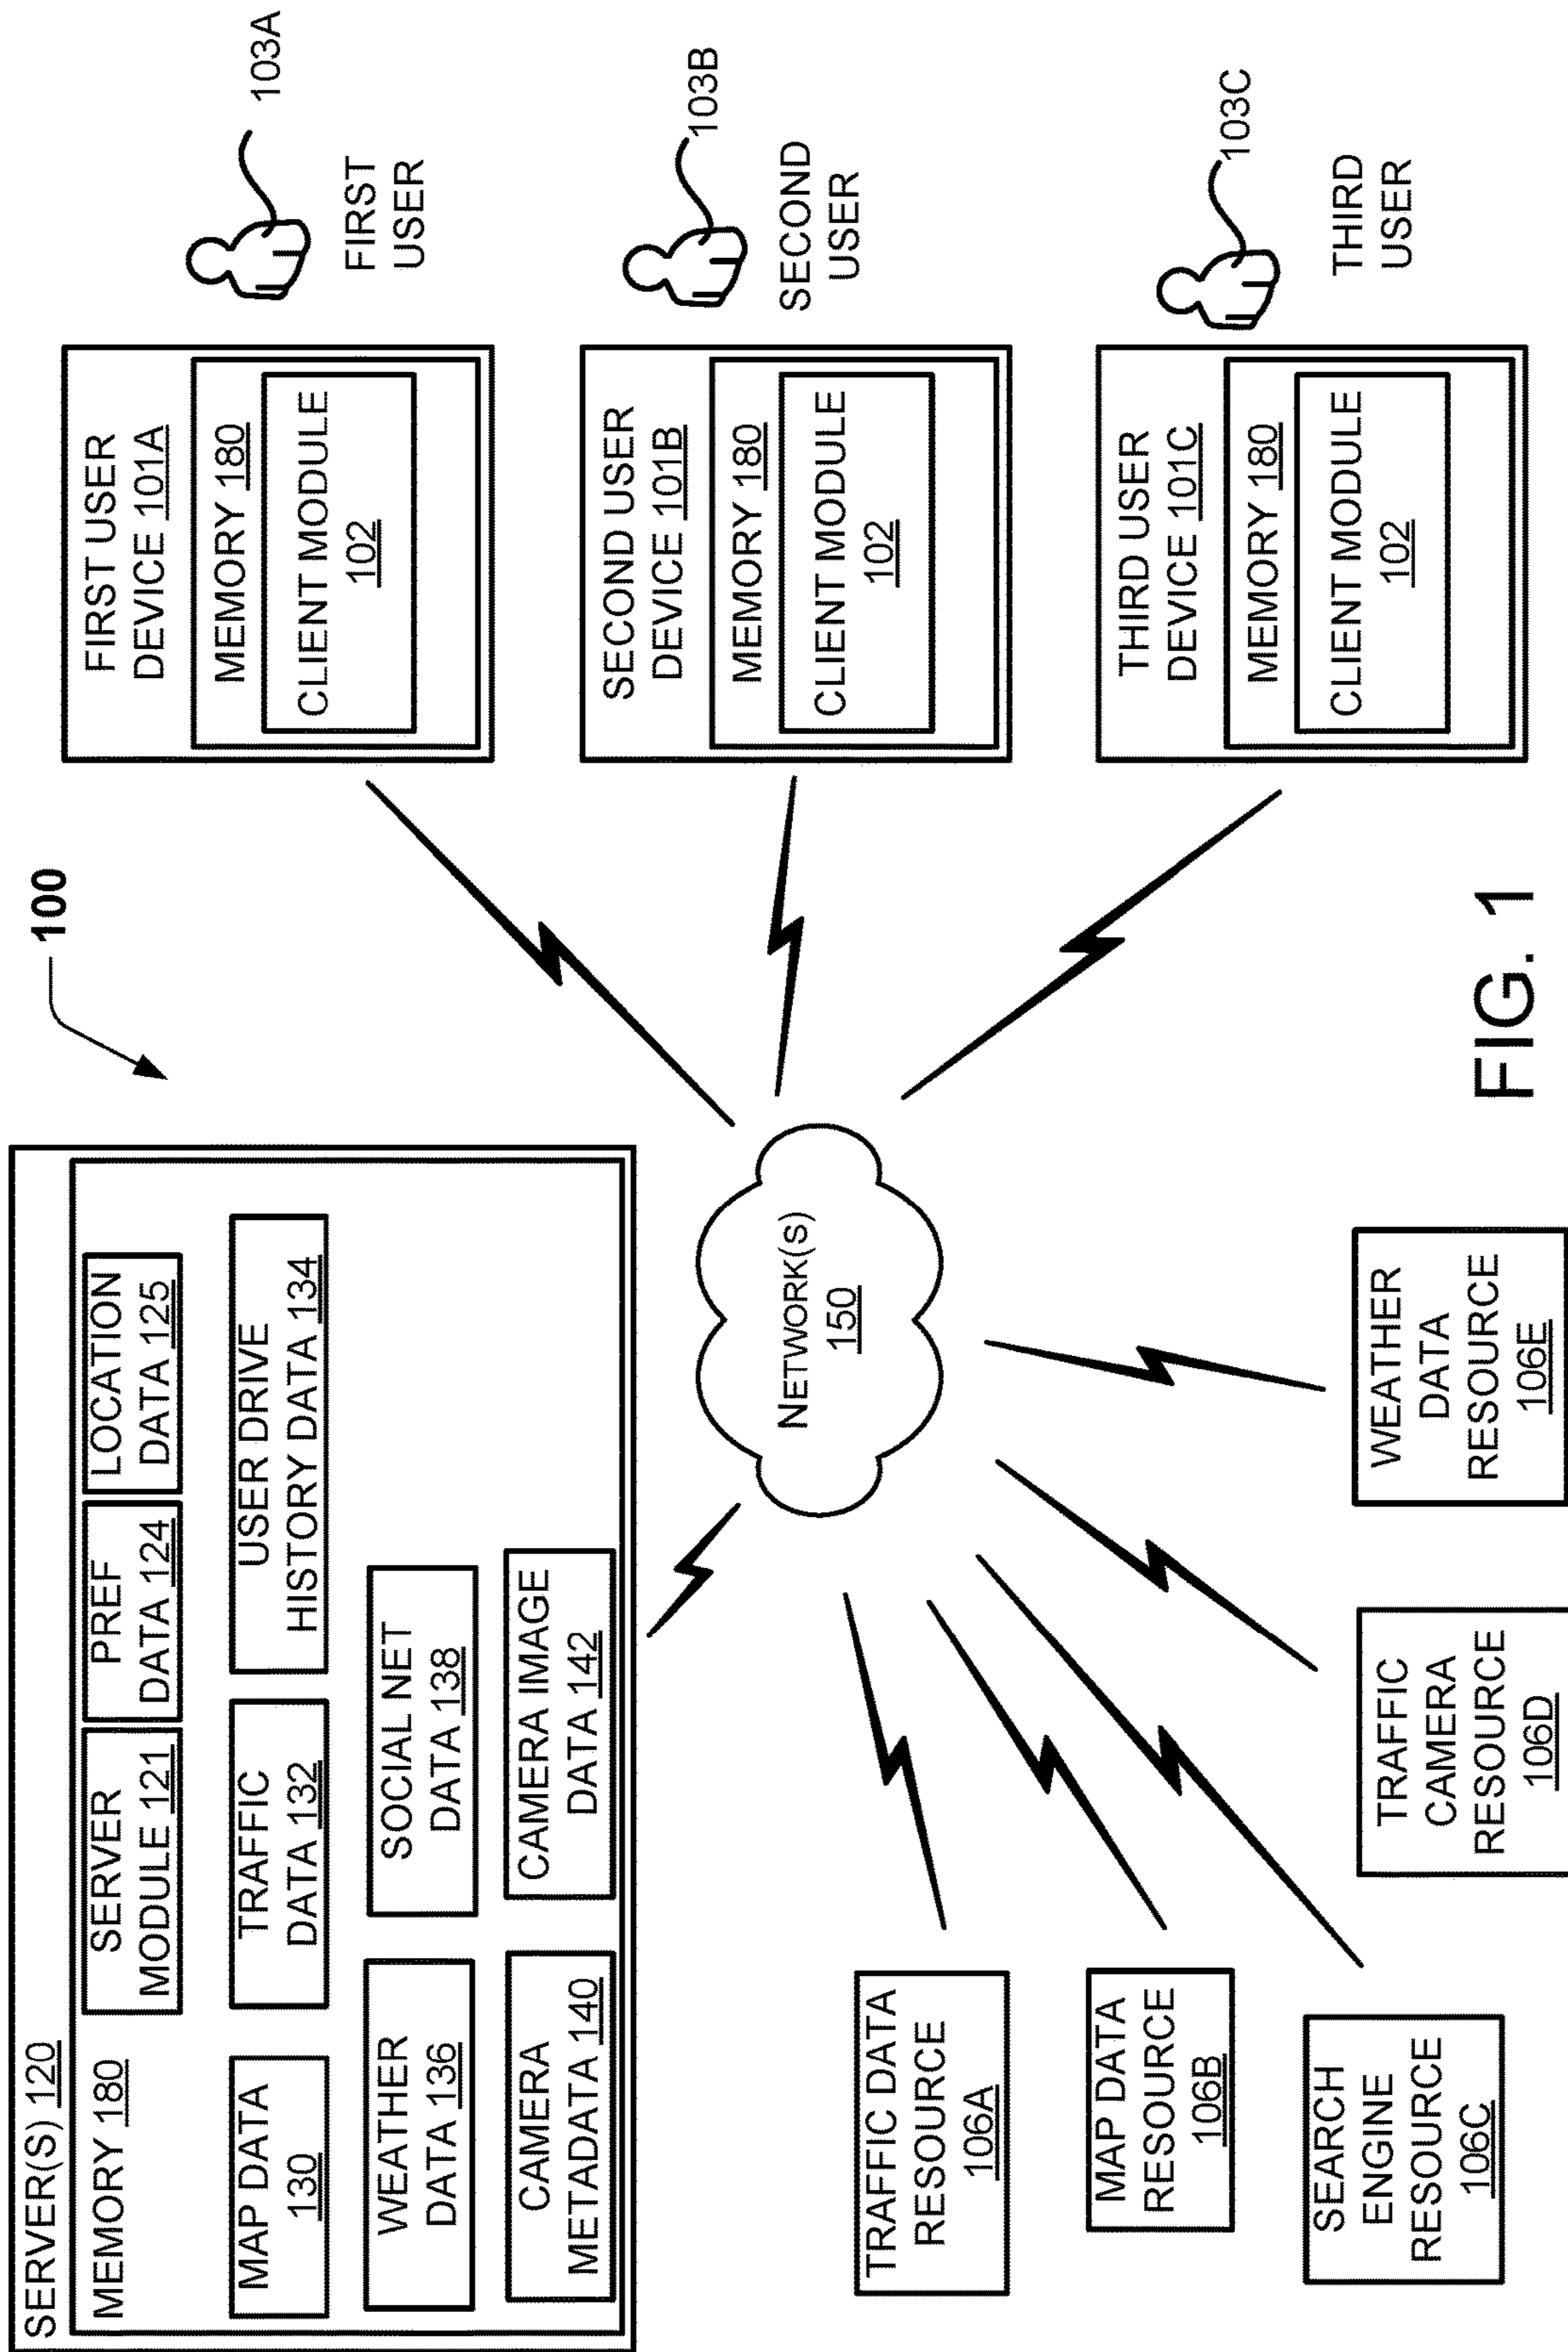 100
SERVER(S) 120
MEMORY 180
SERVER
MODULE 121
PREF
DATA 124
LOCATION
DATA 125
MAP DATA
130
TRAFFIC
DATA 132
USER DRIVE
HISTORY DATA 134
WEATHER
DATA 136
SOCIAL NET
DATA 138
CAMERA
METADATA 140
CAMERA IMAGE
DATA 142
FIRST USER
DEVICE 101A
MEMORY 180
CLIENT MODULE
102
103A
FIRST
USER
SECOND USER
DEVICE 101B
MEMORY 180
CLIENT MODULE
102
103B
SECOND
USER
THIRD USER
DEVICE 101C
MEMORY 180
CLIENT MODULE
102
103C
THIRD
USER
NETWORK(S)
150
TRAFFIC DATA
RESOURCE
106A
MAP DATA
RESOURCE
106B
SEARCH
ENGINE
RESOURCE
106C
TRAFFIC
CAMERA
RESOURCE
106D
WEATHER
DATA
RESOURCE
106E
FIG. 1